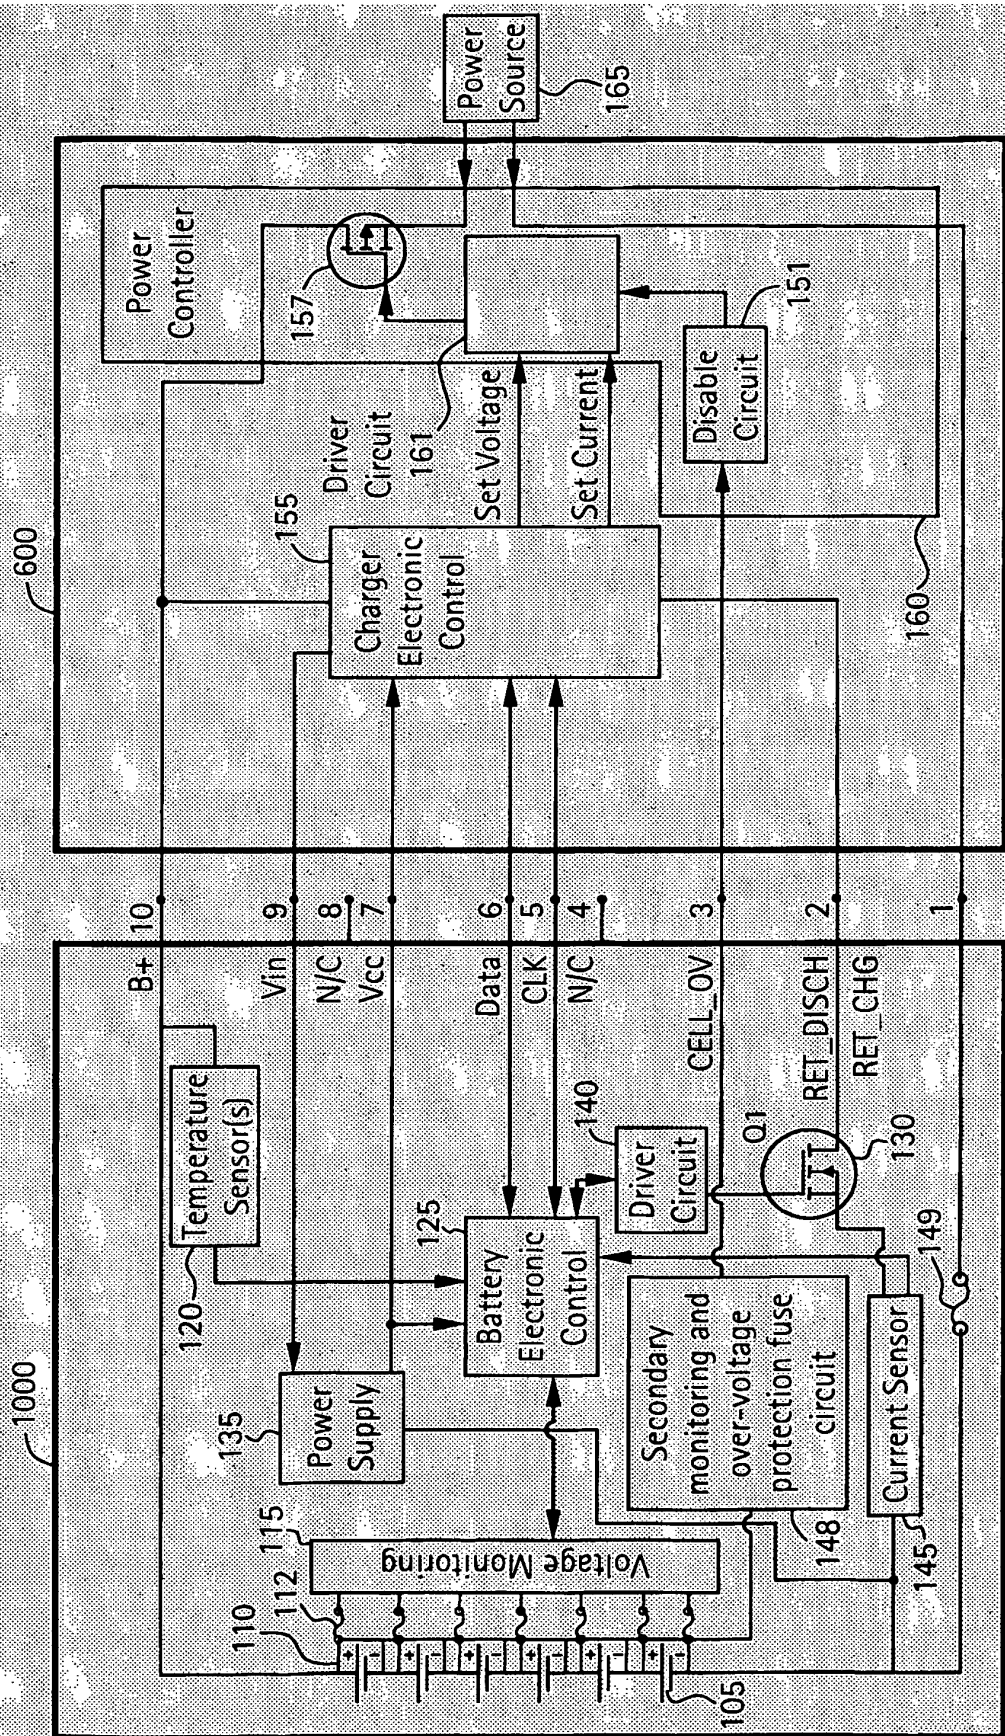 1000
600
B+
10
Temperature
Sensor(s)
120
Vin
9
N/C
8
Vcc
7
135
Power
Supply
Data
6
CLK
5
N/C
4
125
Battery
Electronic
Control
115
Voltage Monitoring
110
112
105
140
Driver
Circuit
CELL_OV
3
Q1
130
RET_DISCH
2
RET_CHG
1
Secondary
monitoring and
over-voltage
protection fuse
circuit
148
149
Current Sensor
145
155
Charger
Electronic
Control
Driver
Circuit
161
Set Voltage
Set Current
Power
Controller
157
Disable
Circuit
151
160
Power
Source
165